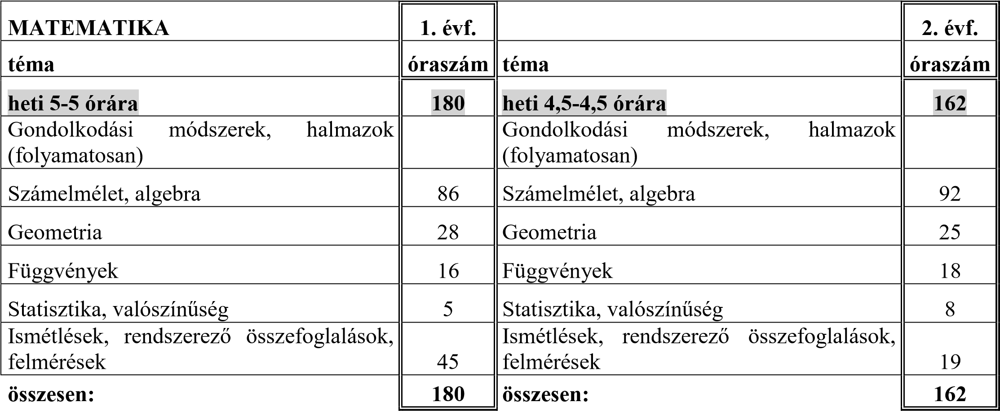 MATEMATIKA 1. évf. 2. évf.
téma óraszám téma óraszám
heti 5-5 órára 180 heti 4,5-4,5 órára 162
Gondolkodási módszerek, halmazok Gondolkodási módszerek, halmazok
(folyamatosan) (folyamatosan)
Számelmélet, algebra 86 Számelmélet, algebra 92
Geometria 28 Geometria 25
Függvények 16 Függvények 18
Statisztika, valószínűség 5 Statisztika, valószínűség 8
Ismétlések, rendszerező összefoglalások, Ismétlések, rendszerező összefoglalások,
felmérések 45 felmérések 19
összesen: 180 összesen: 162